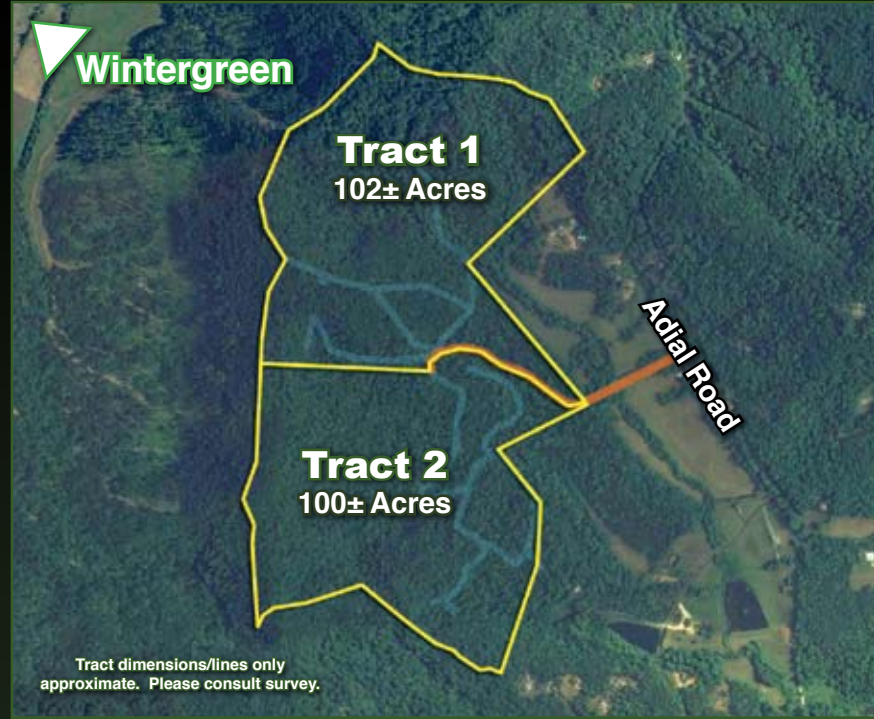 Wintergreen
Tract 1
102± Acres
Adial Road
Tract 2
100± Acres
Tract dimensions/lines only
approximate.  Please consult survey.